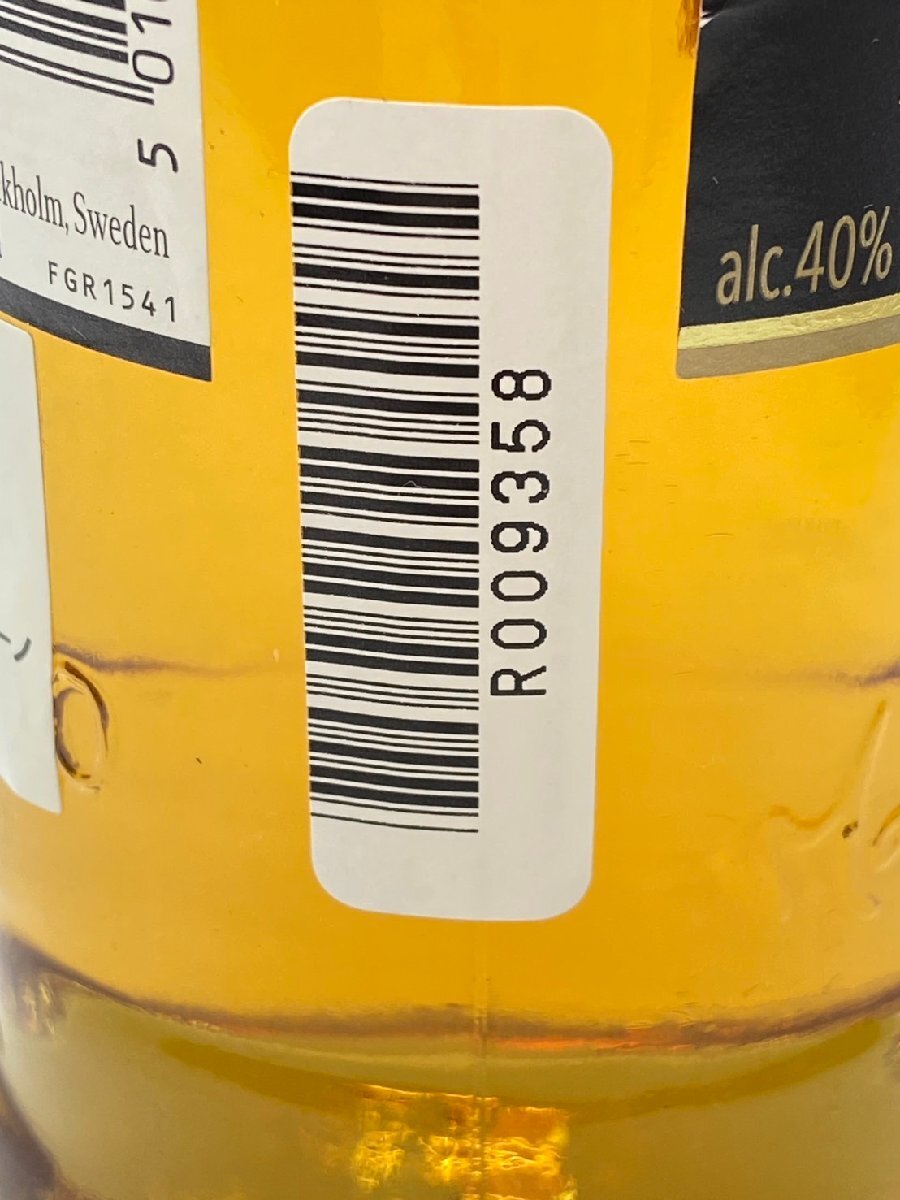 5 01
kholm, Sweden
FGR1541
R009358
alc.40%